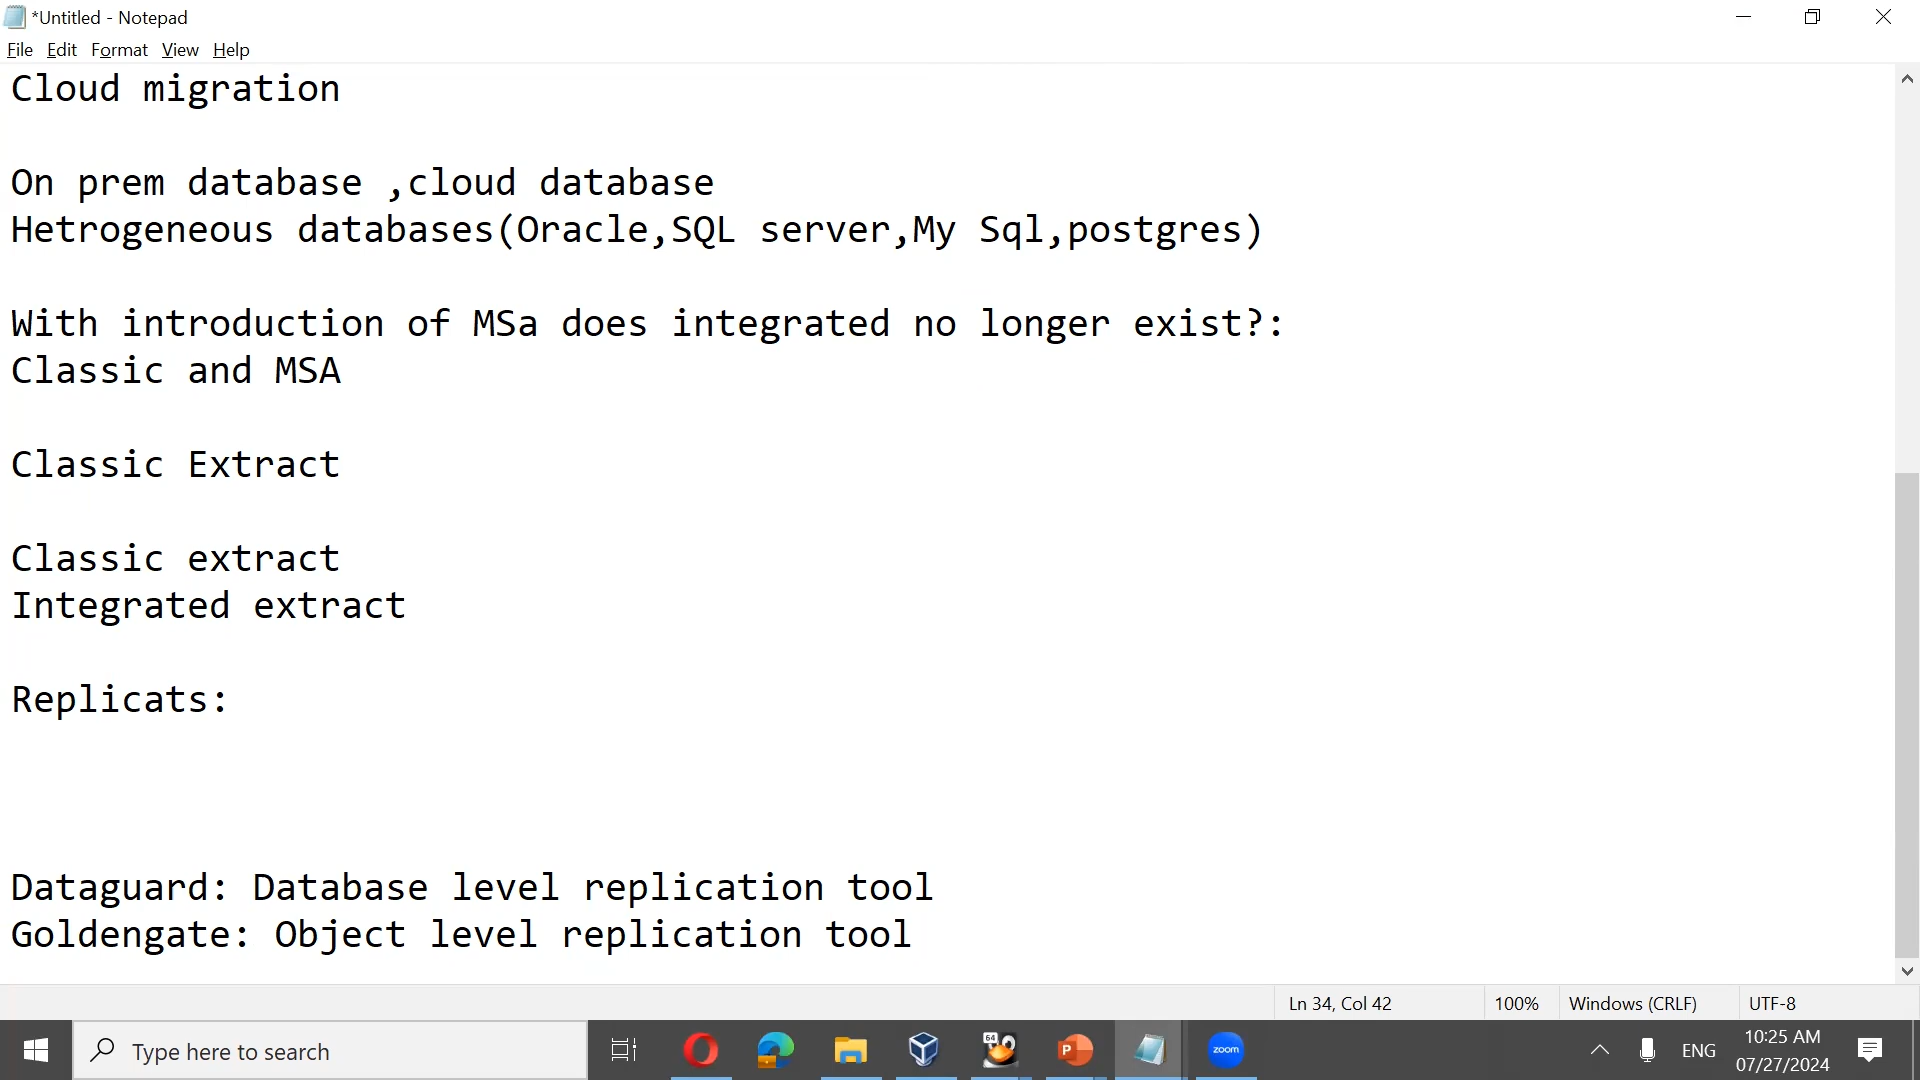 *Untitled - Notepad
File Edit Format View Help
Cloud migration
On prem database ,cloud database
Hetrogeneous databases(Oracle,SQL server,My Sql,postgres)
With introduction of MSa does integrated no longer exist?:
Classic and MSA
Classic Extract
Classic extract
Integrated extract
Replicats:
Dataguard: Database level replication tool
Goldengate: Object level replication tool
Ln 34, Col 42 100% Windows (CRLF) UTF-8
Type here to search
64
P
zoom
ENG
10:25 AM
07/27/2024